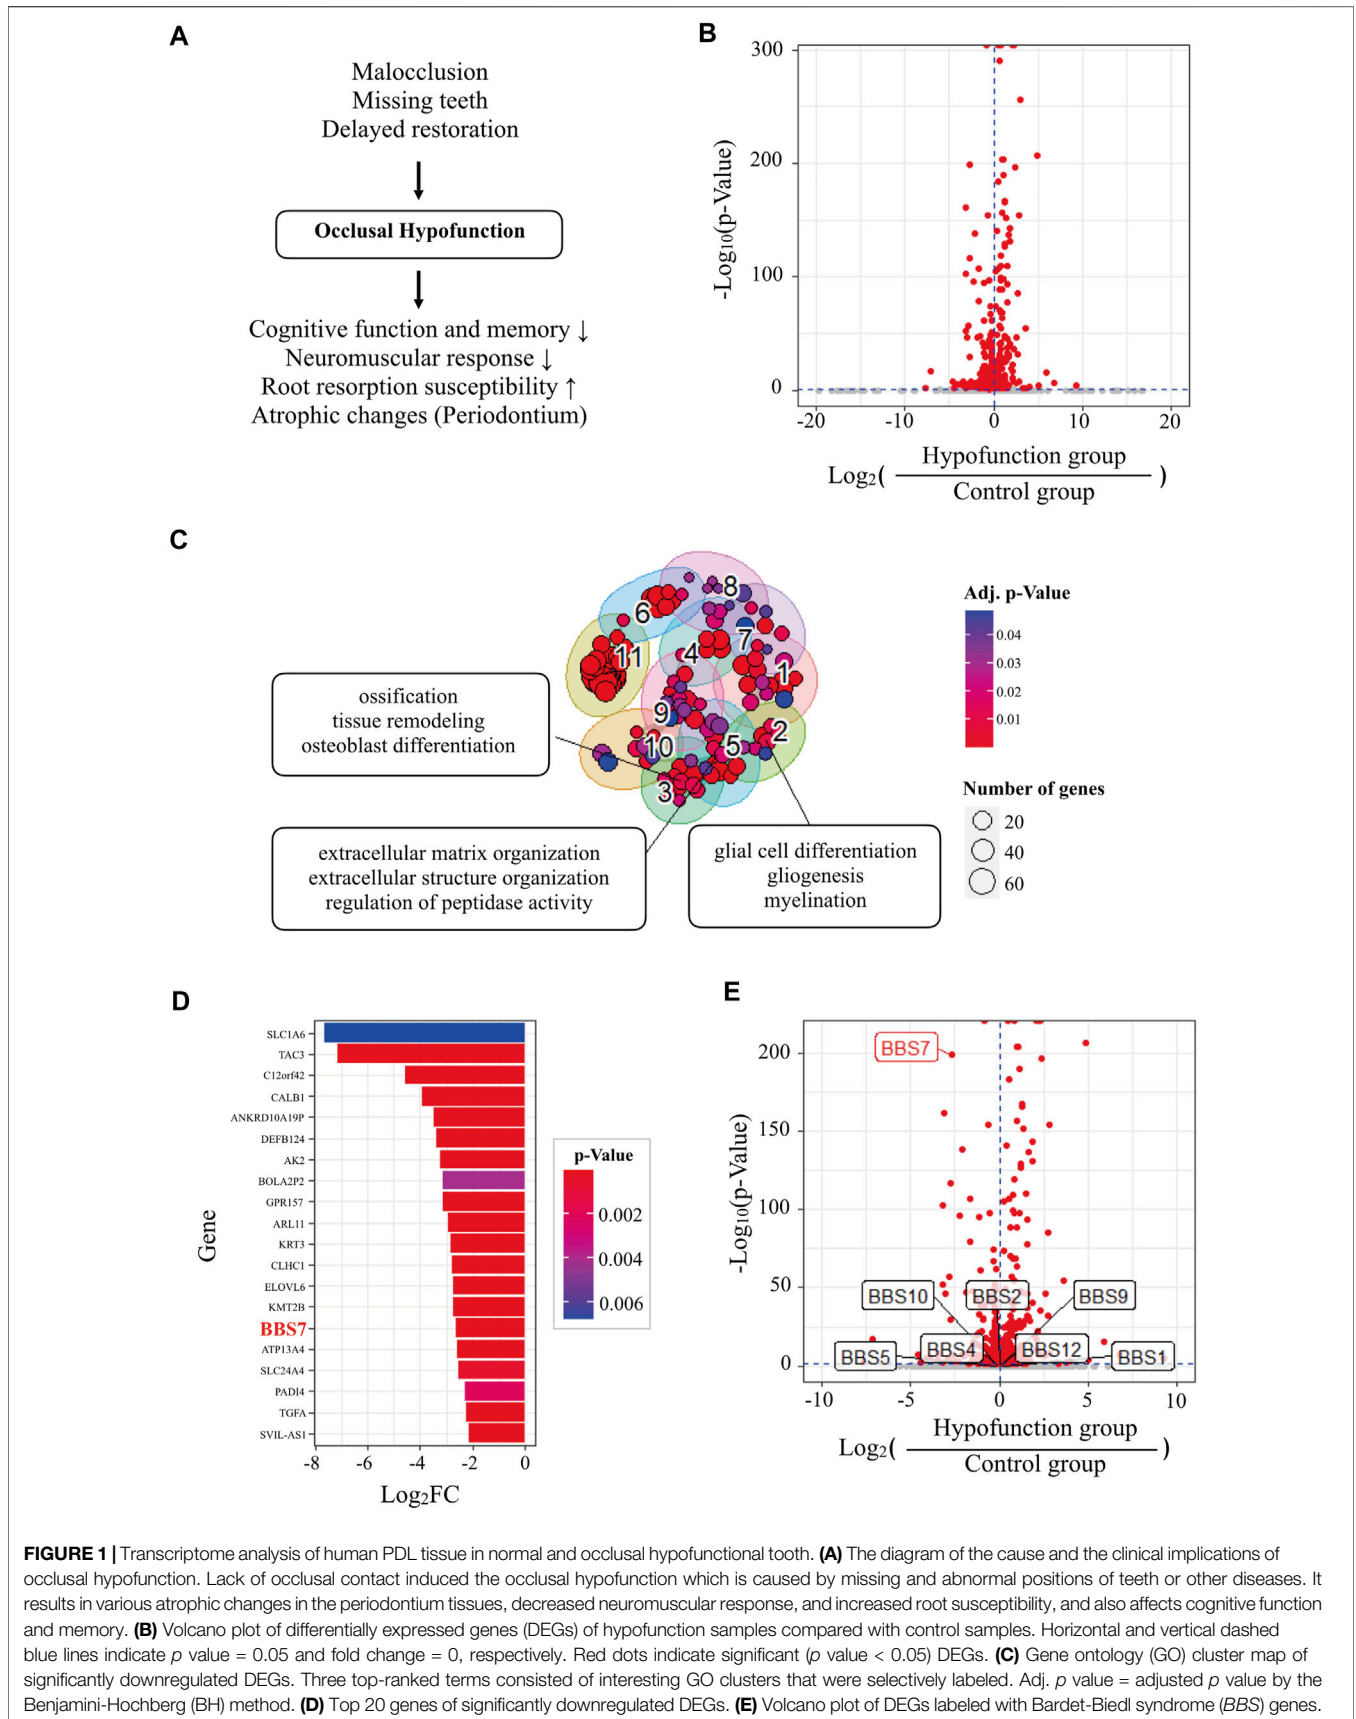 A
Malocclusion
Missing teeth
Delayed restoration
Occlusal Hypofunction
Cognitive function and memory ↓
Neuromuscular response ↓
Root resorption susceptibility ↑
Atrophic changes (Periodontium)
B
300
200
100
0
-Log₁₀(p-Value)
-20 -10 0 10 20
Log₂( Hypofunction group / Control group )
C
ossification
tissue remodeling
osteoblast differentiation
extracellular matrix organization
extracellular structure organization
regulation of peptidase activity
glial cell differentiation
gliogenesis
myelination
8
6
7
11
4
1
9
2
10
5
3
Adj. p-Value
0.04
0.03
0.02
0.01
Number of genes
20
40
60
D
Gene
SLC1A6
TAC3
C12orf42
CALB1
ANKRD10A19P
DEFB124
AK2
BOLA2P2
GPR157
ARL11
KRT3
CLHC1
ELOVL6
KMT2B
BBS7
ATP13A4
SLC24A4
PADI4
TGFA
SVIL-AS1
-8 -6 -4 -2 0
Log₂FC
p-Value
0.002
0.004
0.006
E
200
150
100
50
0
-Log₁₀(p-Value)
BBS7
BBS10
BBS2
BBS9
BBS5
BBS4
BBS12
BBS1
-10 -5 0 5 10
Log₂( Hypofunction group / Control group )
FIGURE 1 | Transcriptome analysis of human PDL tissue in normal and occlusal hypofunctional tooth. (A) The diagram of the cause and the clinical implications of
occlusal hypofunction. Lack of occlusal contact induced the occlusal hypofunction which is caused by missing and abnormal positions of teeth or other diseases. It
results in various atrophic changes in the periodontium tissues, decreased neuromuscular response, and increased root susceptibility, and also affects cognitive function
and memory. (B) Volcano plot of differentially expressed genes (DEGs) of hypofunction samples compared with control samples. Horizontal and vertical dashed
blue lines indicate p value = 0.05 and fold change = 0, respectively. Red dots indicate significant (p value < 0.05) DEGs. (C) Gene ontology (GO) cluster map of
significantly downregulated DEGs. Three top-ranked terms consisted of interesting GO clusters that were selectively labeled. Adj. p value = adjusted p value by the
Benjamini-Hochberg (BH) method. (D) Top 20 genes of significantly downregulated DEGs. (E) Volcano plot of DEGs labeled with Bardet-Biedl syndrome (BBS) genes.